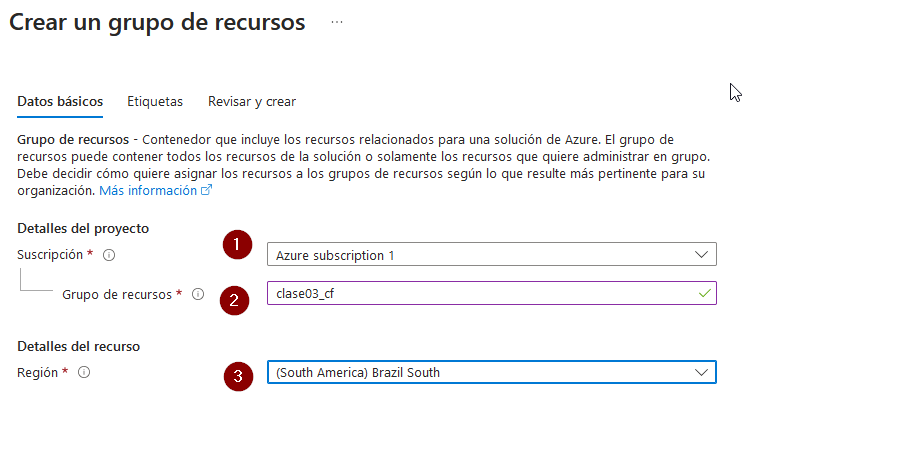 Crear un grupo de recursos ...
Datos básicos Etiquetas Revisar y crear
Grupo de recursos - Contenedor que incluye los recursos relacionados para una solución de Azure. El grupo de
recursos puede contener todos los recursos de la solución o solamente los recursos que quiere administrar en grupo.
Debe decidir cómo quiere asignar los recursos a los grupos de recursos según lo que resulte más pertinente para su
organización. Más información
Detalles del proyecto
Suscripción * 1 Azure subscription 1
Grupo de recursos * 2 clase03_cf
Detalles del recurso
Región * 3 (South America) Brazil South